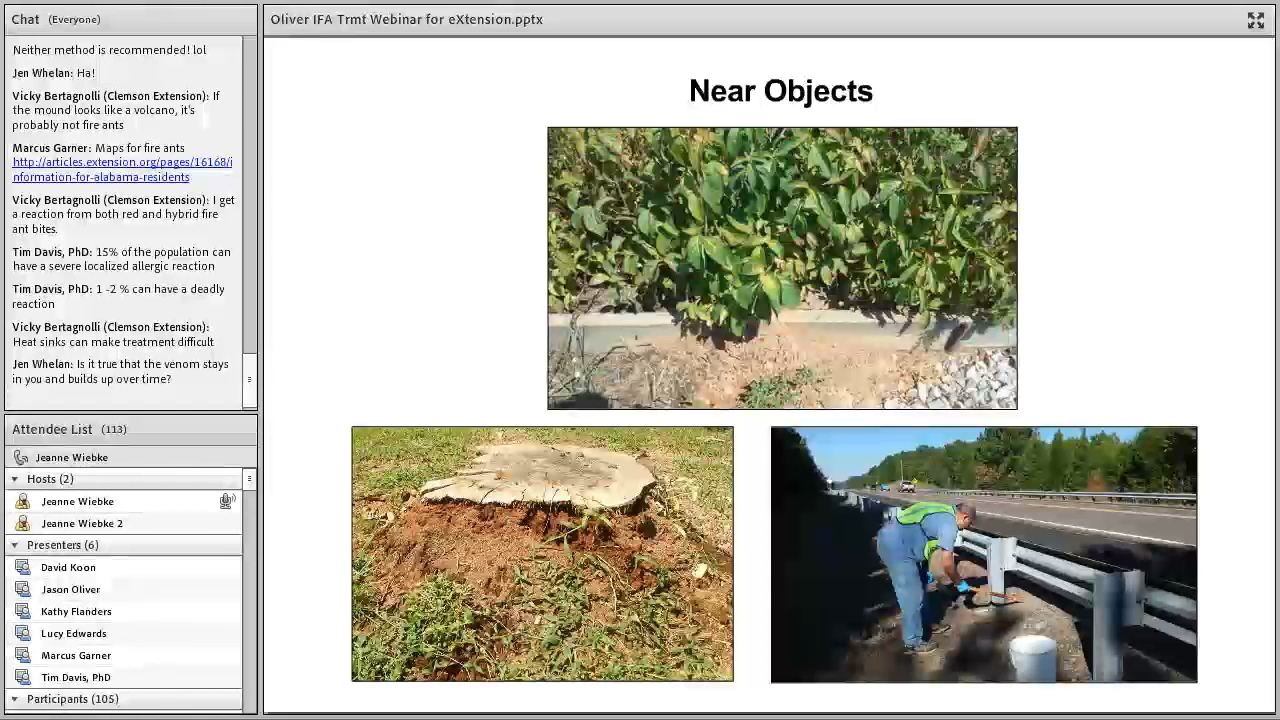 Chat (Everyone)
Neither method is recommended! lol
Jen Whelan: Ha!
Vicky Bertagnolli (Clemson Extension): If
the mound looks like a volcano, it's
probably not fire ants
Marcus Garner: Maps for fire ants
http://articles.extension.org/pages/16168/i
nformation-for-alabama-residents
Vicky Bertagnolli (Clemson Extension): I get
a reaction from both red and hybrid fire
ant bites.
Tim Davis, PhD: 15% of the population can
have a severe localized allergic reaction
Tim Davis, PhD: 1 -2 % can have a deadly
reaction
Vicky Bertagnolli (Clemson Extension):
Heat sinks can make treatment difficult
Jen Whelan: Is it true that the venom stays
in you and builds up over time?
Attendee List (113)
Jeanne Wiebke
Hosts (2)
Jeanne Wiebke
Jeanne Wiebke 2
Presenters (6)
David Koon
Jason Oliver
Kathy Flanders
Lucy Edwards
Marcus Garner
Tim Davis, PhD
Participants (105)
Oliver IFA Trmt Webinar for eXtension.pptx
Near Objects